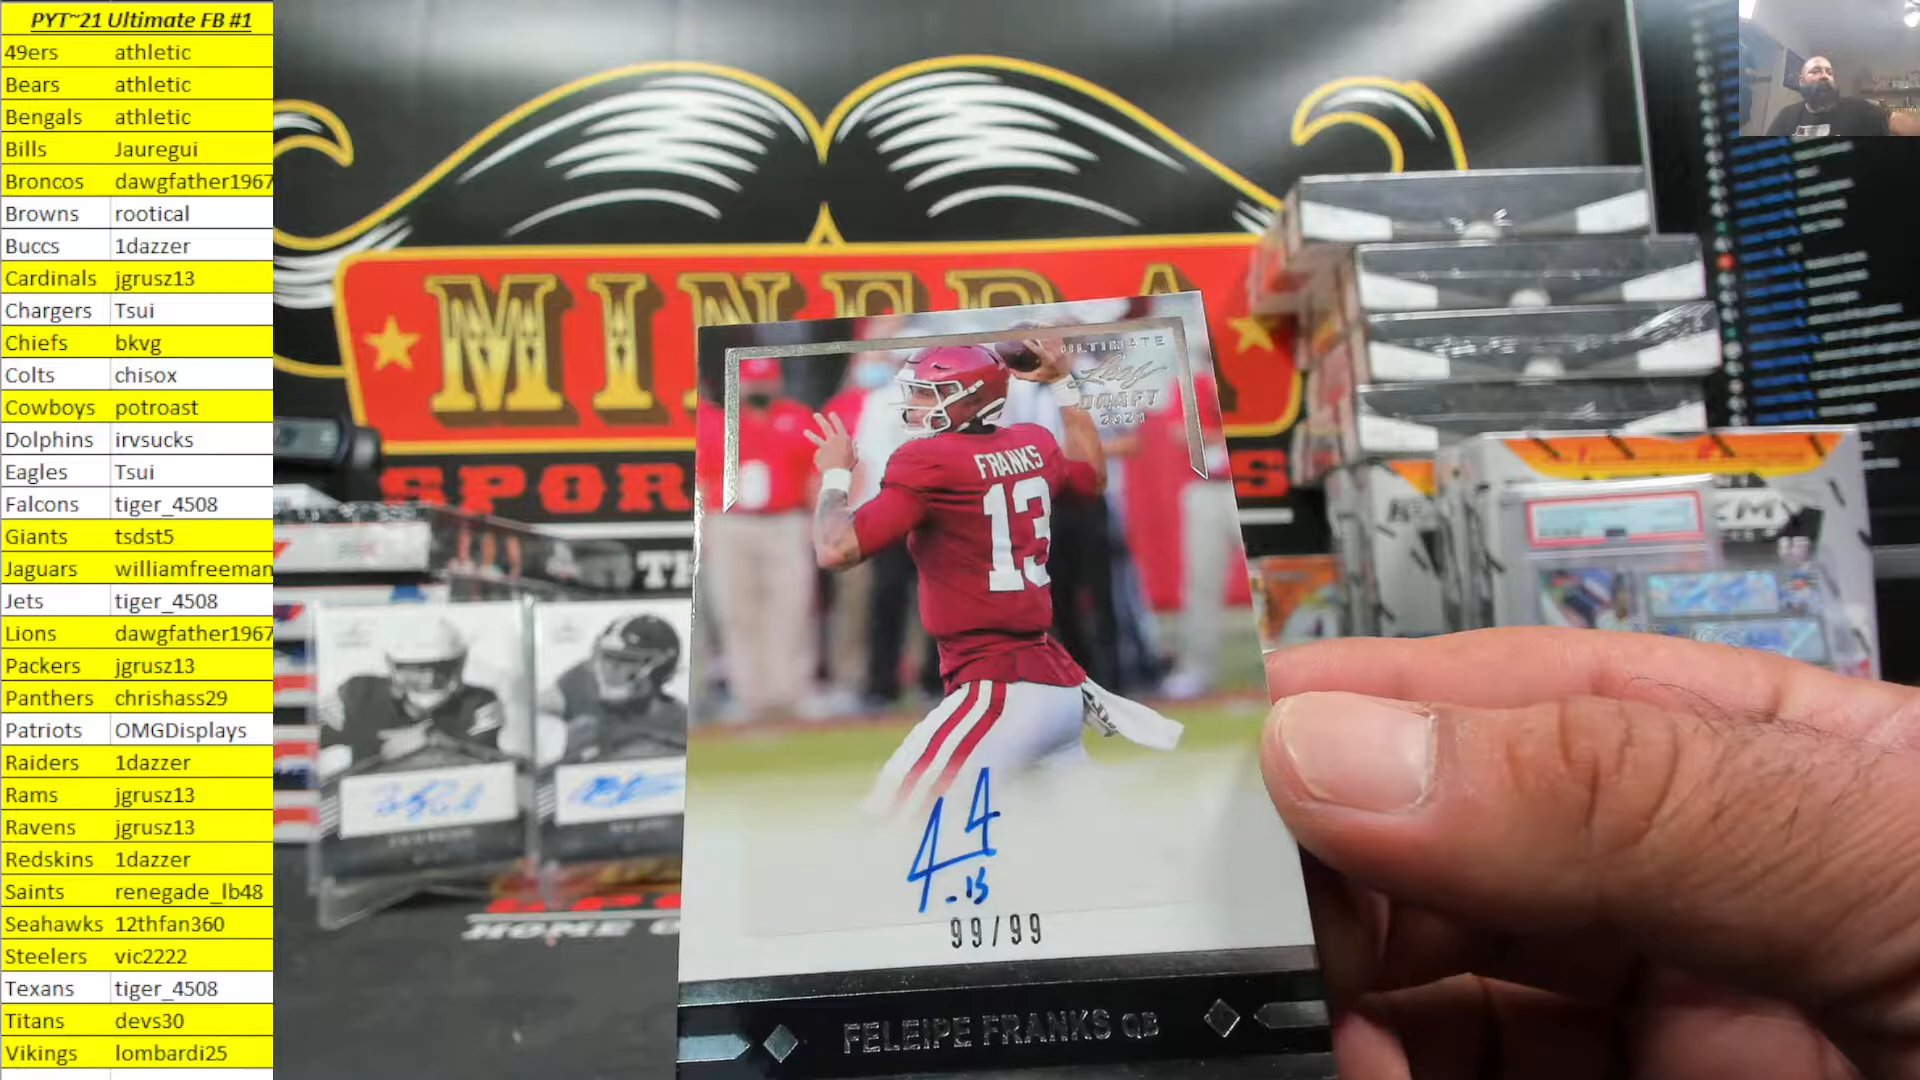 PYT~21 Ultimate FB #1
49ers athletic
Bears athletic
Bengals athletic
Bills Jauregui
Broncos dawgfather1967
Browns rootical
Buccs 1dazzer
Cardinals jgrusz13
Chargers Tsui
Chiefs bkvg
Colts chisox
Cowboys potroast
Dolphins irvsucks
Eagles Tsui
Falcons tiger_4508
Giants tsdst5
Jaguars williamfreeman
Jets tiger_4508
Lions dawgfather1967
Packers jgrusz13
Panthers chrishass29
Patriots OMGDisplays
Raiders 1dazzer
Rams jgrusz13
Ravens jgrusz13
Redskins 1dazzer
Saints renegade_lb48
Seahawks 12thfan360
Steelers vic2222
Texans tiger_4508
Titans devs30
Vikings lombardi25
ULTIMATE
Leaf
DRAFT
2021
FRANKS
13
99/99
FELEIPE FRANKS QB